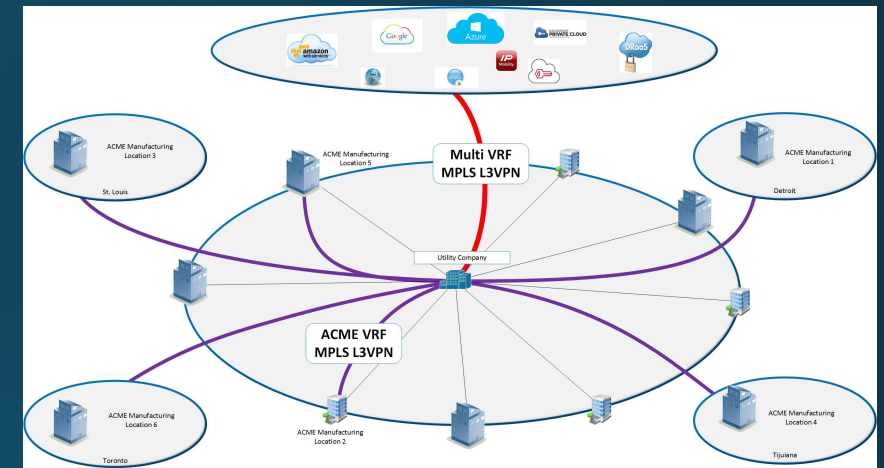 Google
Azure
PRIVATE CLOUD
amazon
web services
IP
Mobility
DRaaS
ACME Manufacturing
Location 3
St. Louis
ACME Manufacturing
Location 5
Multi VRF
MPLS L3VPN
ACME Manufacturing
Location 1
Detroit
Utility Company
ACME VRF
MPLS L3VPN
ACME Manufacturing
Location 6
Toronto
ACME Manufacturing
Location 2
ACME Manufacturing
Location 4
Tijuiana